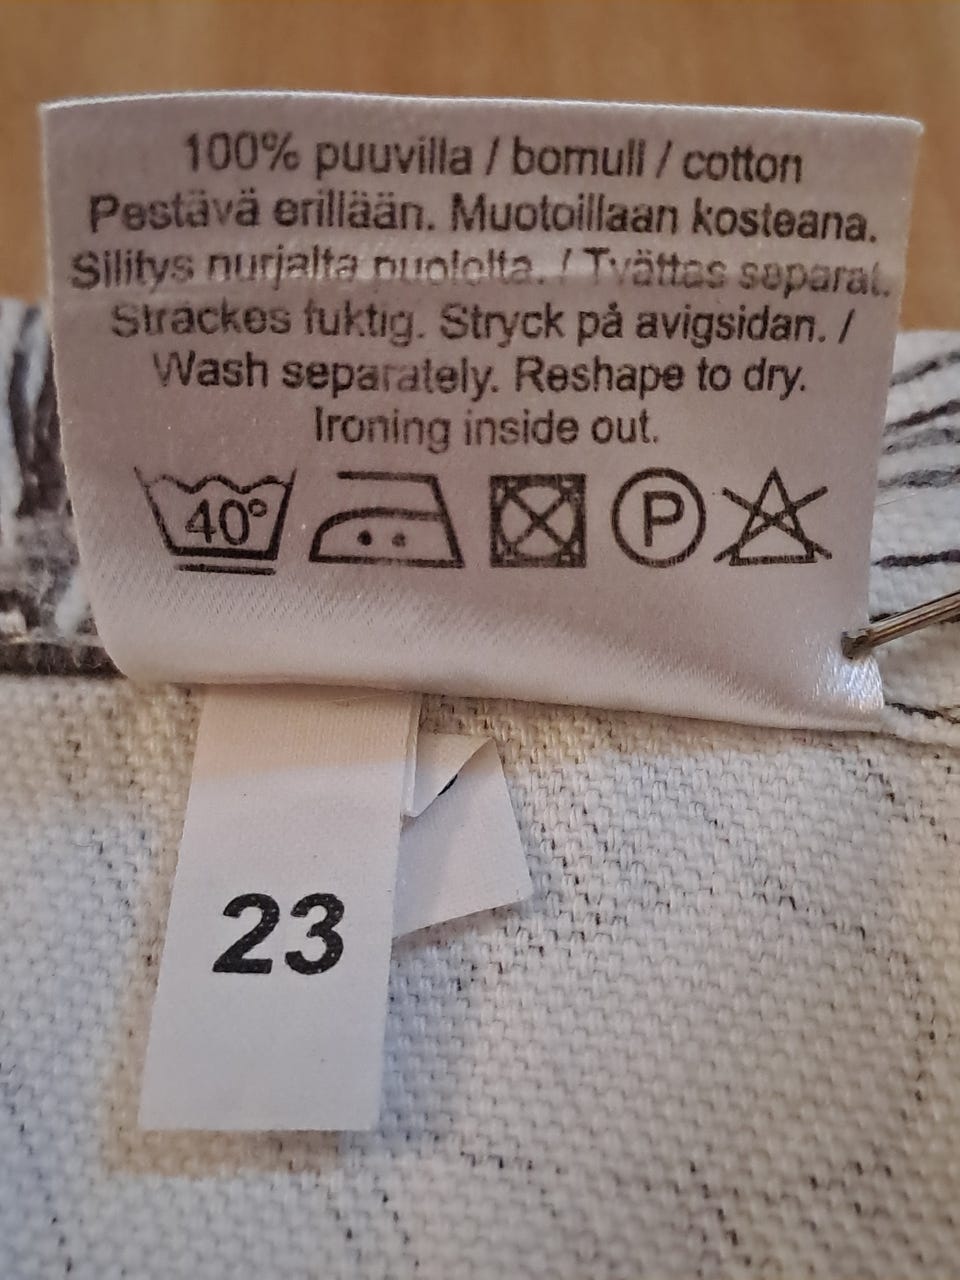 100% puuvilla / bomull / cotton
Pestävä erillään. Muotoillaan kosteana.
Silitys nurjalta puolelta. / Tvättas separat.
Sträckes fuktig. Stryck på avigsidan. /
Wash separately. Reshape to dry.
Ironing inside out.
40° P
23